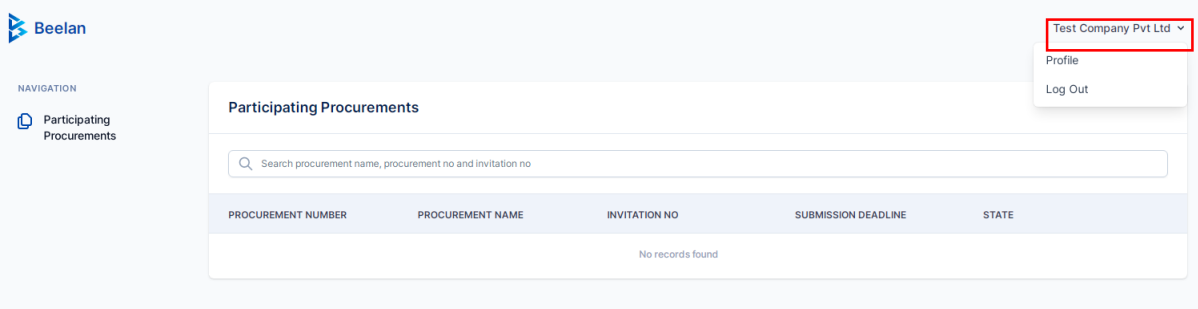 Beelan
Test Company Pvt Ltd
Profile
Log Out
NAVIGATION
Participating
Procurements
Participating Procurements
Search procurement name, procurement no and invitation no
PROCUREMENT NUMBER PROCUREMENT NAME INVITATION NO SUBMISSION DEADLINE STATE
No records found